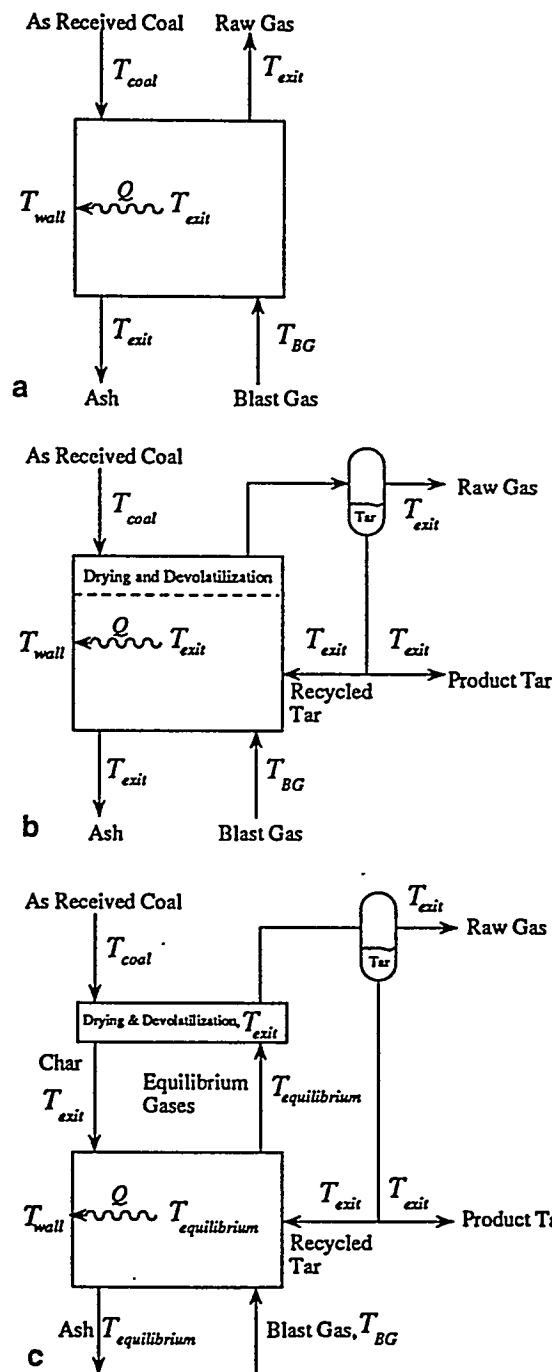 As Received Coal Raw Gas
T_coal T_exit
T_wall Q T_exit
T_exit T_BG
a
Ash Blast Gas
As Received Coal
T_coal
Tar
Raw Gas
T_exit
Drying and Devolatilization
T_wall Q T_exit
T_exit T_exit
Recycled
Tar
Product Tar
T_exit T_BG
b
Ash Blast Gas
As Received Coal
T_exit
Raw Gas
T_coal
Tar
Drying & Devolatilization, T_exit
Char
T_exit
Equilibrium
Gases
T_equilibrium
T_wall Q T_equilibrium
T_exit T_exit
Recycled
Tar
Product Ta
Ash T_equilibrium Blast Gas, T_BG
c